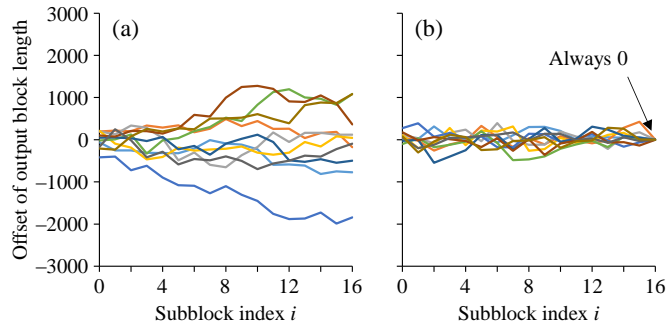 3000
2000
1000
0
−1000
−2000
−3000
Offset of output block length
(a)
0 4 8 12 16
Subblock index i
(b)
Always 0
0 4 8 12 16
Subblock index i